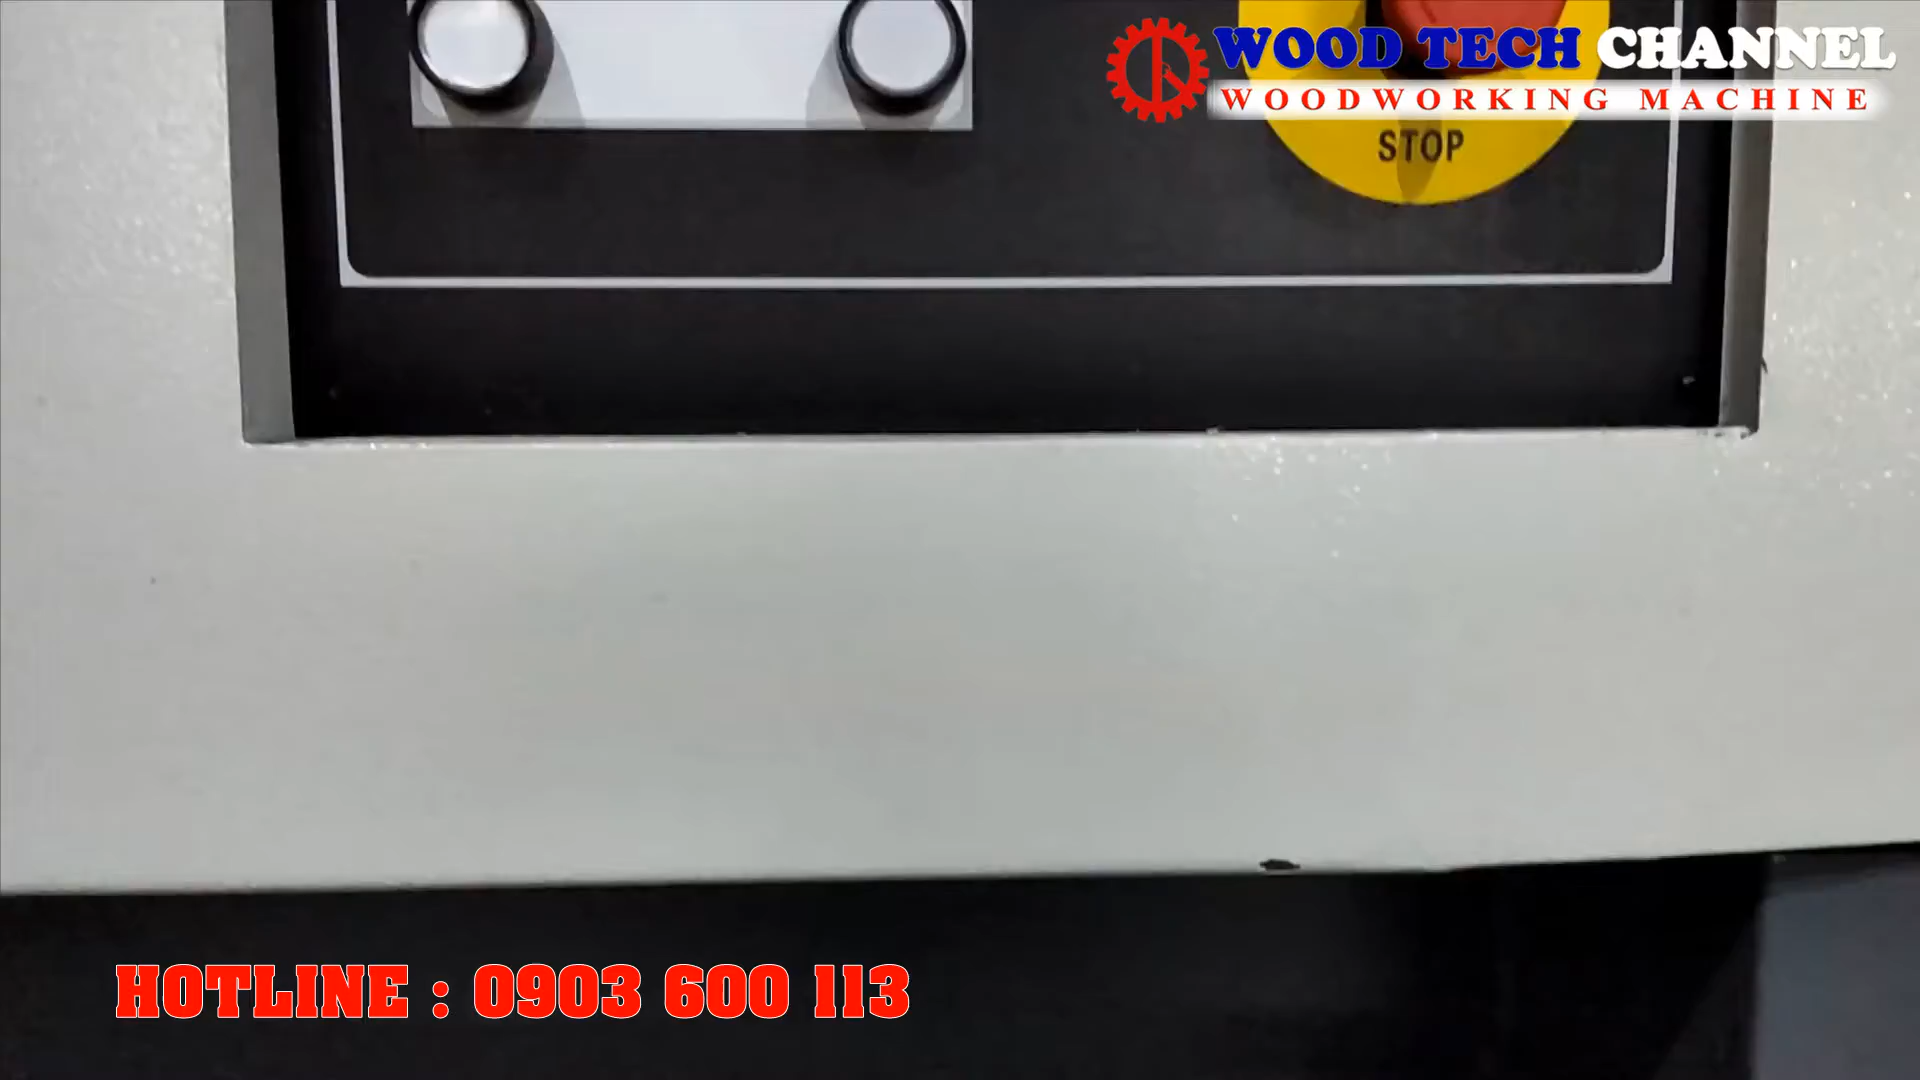 WOOD TECH CHANNEL
WOODWORKING MACHINE
STOP
HOTLINE : 0903 600 113